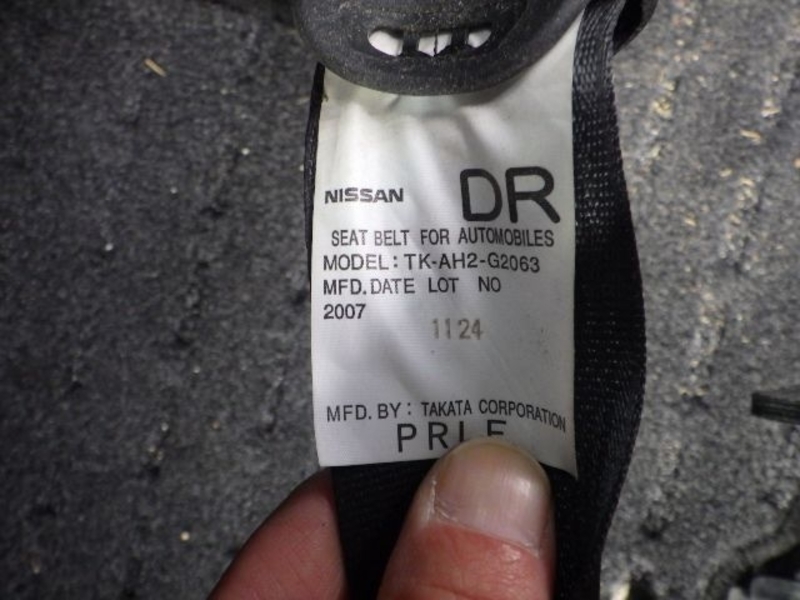 NISSAN DR
SEAT BELT FOR AUTOMOBILES
MODEL: TK-AH2-G2063
MFD. DATE LOT NO
2007
1124
MFD. BY: TAKATA CORPORATION